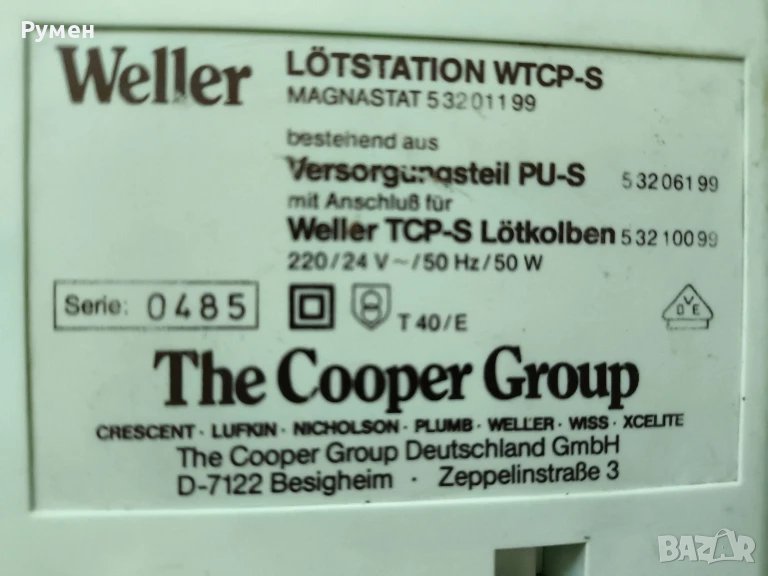 Румен
Weller
LÖTSTATION WTCP-S
MAGNASTAT 53201199
bestehend aus
Versorgungsteil PU-S 53206199
mit Anschluß für
Weller TCP-S Lötkolben 53210099
220/24 V~/50 Hz/50 W
Serie: 0485
T 40/E
DVE
The Cooper Group
CRESCENT · LUFKIN · NICHOLSON · PLUMB · WELLER · WISS · XCELITE
The Cooper Group Deutschland GmbH
D-7122 Besigheim · Zeppelinstraße 3
BAZAR